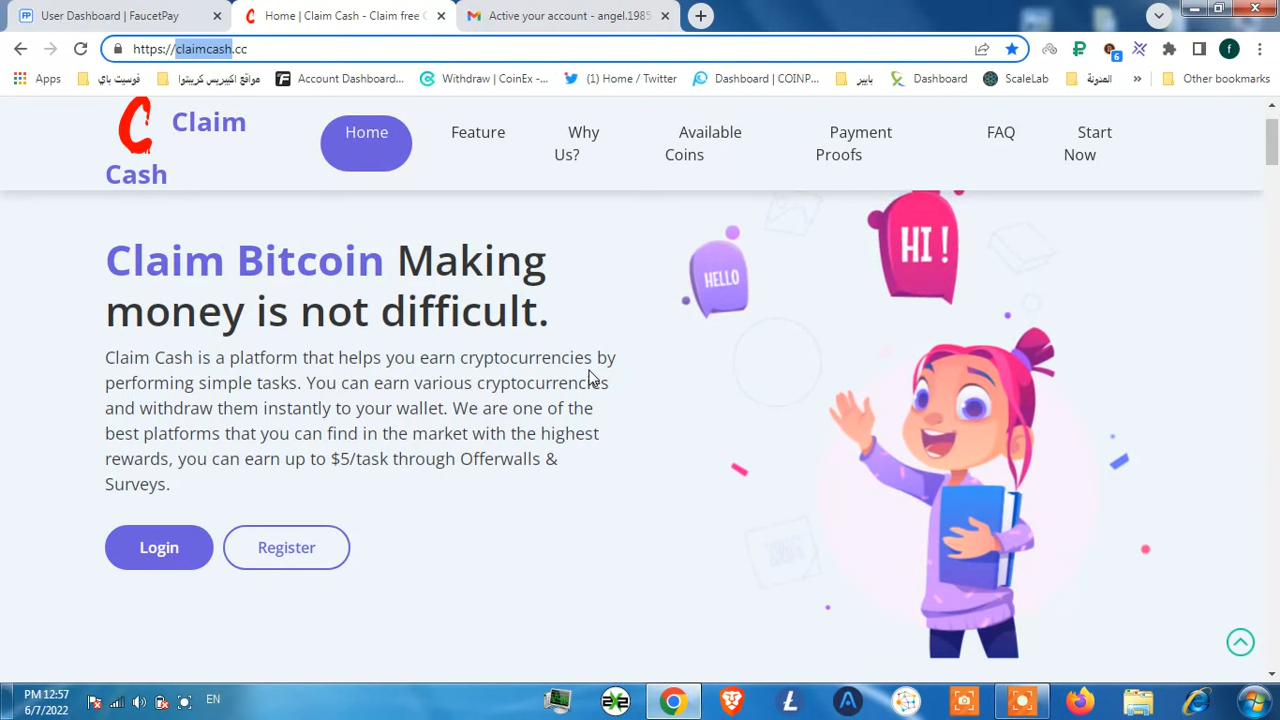 User Dashboard | FaucetPay
Home | Claim Cash - Claim free C
Active your account - angel.1985
https://claimcash.cc
6
f
Apps
فوسيت باي
مواقع اكبيريس كريبتوا
Account Dashboard...
Withdraw | CoinEx -...
(1) Home / Twitter
Dashboard | COINP...
بايير
Dashboard
ScaleLab
المدونة
»
Other bookmarks
Claim
Cash
Home
Feature
Why
Us?
Available
Coins
Payment
Proofs
FAQ
Start
Now
Claim Bitcoin Making
money is not difficult.
Claim Cash is a platform that helps you earn cryptocurrencies by
performing simple tasks. You can earn various cryptocurrencies
and withdraw them instantly to your wallet. We are one of the
best platforms that you can find in the market with the highest
rewards, you can earn up to $5/task through Offerwalls &
Surveys.
Login
Register
HELLO
HI !
PM 12:57
6/7/2022
EN